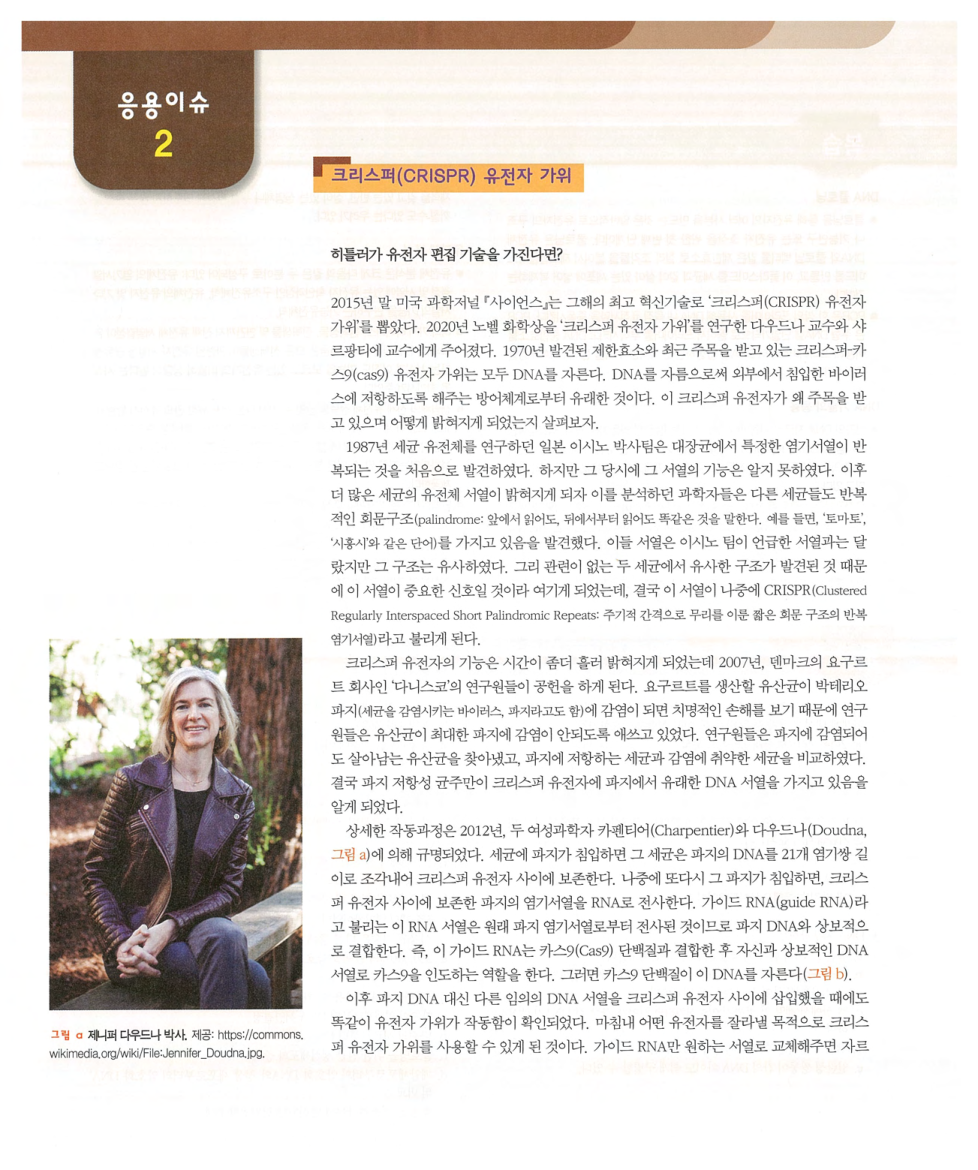 응용이슈
2
크리스퍼(CRISPR) 유전자 가위
히틀러가 유전자 편집 기술을 가진다면?
2015년 말 미국 과학저널 『사이언스』는 그해의 최고 혁신기술로 ‘크리스퍼(CRISPR) 유전자
가위’를 뽑았다. 2020년 노벨 화학상을 ‘크리스퍼 유전자 가위’를 연구한 다우드나 교수와 샤
르팡티에 교수에게 주어졌다. 1970년 발견된 제한효소와 최근 주목을 받고 있는 크리스퍼-카
스9(cas9) 유전자 가위는 모두 DNA를 자른다. DNA를 자름으로써 외부에서 침입한 바이러
스에 저항하도록 해주는 방어체계로부터 유래한 것이다. 이 크리스퍼 유전자가 왜 주목을 받
고 있으며 어떻게 밝혀지게 되었는지 살펴보자.
1987년 세균 유전체를 연구하던 일본 이시노 박사팀은 대장균에서 특정한 염기서열이 반
복되는 것을 처음으로 발견하였다. 하지만 그 당시에 그 서열의 기능은 알지 못하였다. 이후
더 많은 세균의 유전체 서열이 밝혀지게 되자 이를 분석하던 과학자들은 다른 세균들도 반복
적인 회문구조(palindrome: 앞에서 읽어도, 뒤에서부터 읽어도 똑같은 것을 말한다. 예를 들면, ‘토마토’,
‘시흥시’와 같은 단어)를 가지고 있음을 발견했다. 이들 서열은 이시노 팀이 언급한 서열과는 달
랐지만 그 구조는 유사하였다. 그리 관련이 없는 두 세균에서 유사한 구조가 발견된 것 때문
에 이 서열이 중요한 신호일 것이라 여기게 되었는데, 결국 이 서열이 나중에 CRISPR(Clustered
Regularly Interspaced Short Palindromic Repeats: 주기적 간격으로 무리를 이룬 짧은 회문 구조의 반복
염기서열)라고 불리게 된다.
크리스퍼 유전자의 기능은 시간이 좀더 흘러 밝혀지게 되었는데 2007년, 덴마크의 요구르
트 회사인 ‘다니스코’의 연구원들이 공헌을 하게 된다. 요구르트를 생산할 유산균이 박테리오
파지(세균을 감염시키는 바이러스, 파지라고도 함)에 감염이 되면 치명적인 손해를 보기 때문에 연구
원들은 유산균이 최대한 파지에 감염이 안되도록 애쓰고 있었다. 연구원들은 파지에 감염되어
도 살아남는 유산균을 찾아냈고, 파지에 저항하는 세균과 감염에 취약한 세균을 비교하였다.
결국 파지 저항성 균주만이 크리스퍼 유전자에 파지에서 유래한 DNA 서열을 가지고 있음을
알게 되었다.
상세한 작동과정은 2012년, 두 여성과학자 카펜티어(Charpentier)와 다우드나(Doudna,
그림 a)에 의해 규명되었다. 세균에 파지가 침입하면 그 세균은 파지의 DNA를 21개 염기쌍 길
이로 조각내어 크리스퍼 유전자 사이에 보존한다. 나중에 또다시 그 파지가 침입하면, 크리스
퍼 유전자 사이에 보존한 파지의 염기서열을 RNA로 전사한다. 가이드 RNA(guide RNA)라
고 불리는 이 RNA 서열은 원래 파지 염기서열로부터 전사된 것이므로 파지 DNA와 상보적으
로 결합한다. 즉, 이 가이드 RNA는 카스9(Cas9) 단백질과 결합한 후 자신과 상보적인 DNA
서열로 카스9을 인도하는 역할을 한다. 그러면 카스9 단백질이 이 DNA를 자른다(그림 b).
이후 파지 DNA 대신 다른 임의의 DNA 서열을 크리스퍼 유전자 사이에 삽입했을 때에도
똑같이 유전자 가위가 작동함이 확인되었다. 마침내 어떤 유전자를 잘라낼 목적으로 크리스
퍼 유전자 가위를 사용할 수 있게 된 것이다. 가이드 RNA만 원하는 서열로 교체해주면 자르
그림 a 제니퍼 다우드나 박사. 제공: https://commons.
wikimedia.org/wiki/File:Jennifer_Doudna.jpg.